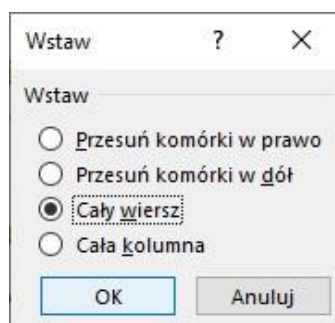 Wstaw ? ×
Wstaw
Przesuń komórki w prawo
Przesuń komórki w dół
Cały wiersz
Cała kolumna
OK Anuluj